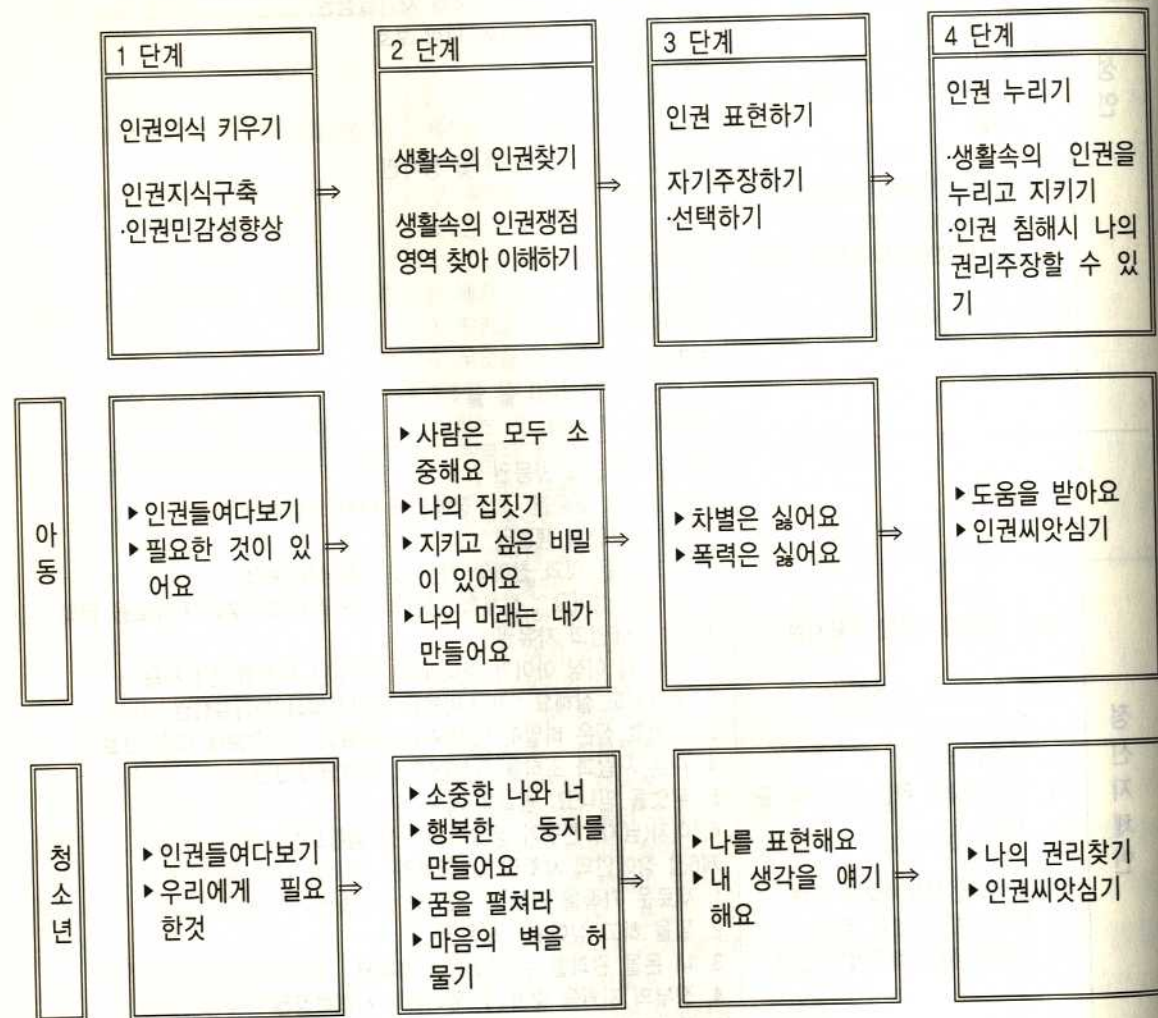 1 단계
인권의식 키우기
인권지식구축
·인권민감성향상
⇒
2 단계
생활속의 인권찾기
생활속의 인권쟁점
영역 찾아 이해하기
⇒
3 단계
인권 표현하기
자기주장하기
·선택하기
⇒
4 단계
인권 누리기
·생활속의 인권을
누리고 지키기
·인권 침해시 나의
권리주장할 수 있
기
아
동
▸인권들여다보기
▸필요한 것이 있
어요
⇒
▸사람은 모두 소
중해요
▸나의 집짓기
▸지키고 싶은 비밀
이 있어요
▸나의 미래는 내가
만들어요
⇒
▸차별은 싫어요
▸폭력은 싫어요
⇒
▸도움을 받아요
▸인권씨앗심기
청
소
년
▸인권들여다보기
▸우리에게 필요
한것
⇒
▸소중한 나와 너
▸행복한 둥지를
만들어요
▸꿈을 펼쳐라
▸마음의 벽을 허
물기
⇒
▸나를 표현해요
▸내 생각을 얘기
해요
⇒
▸나의 권리찾기
▸인권씨앗심기